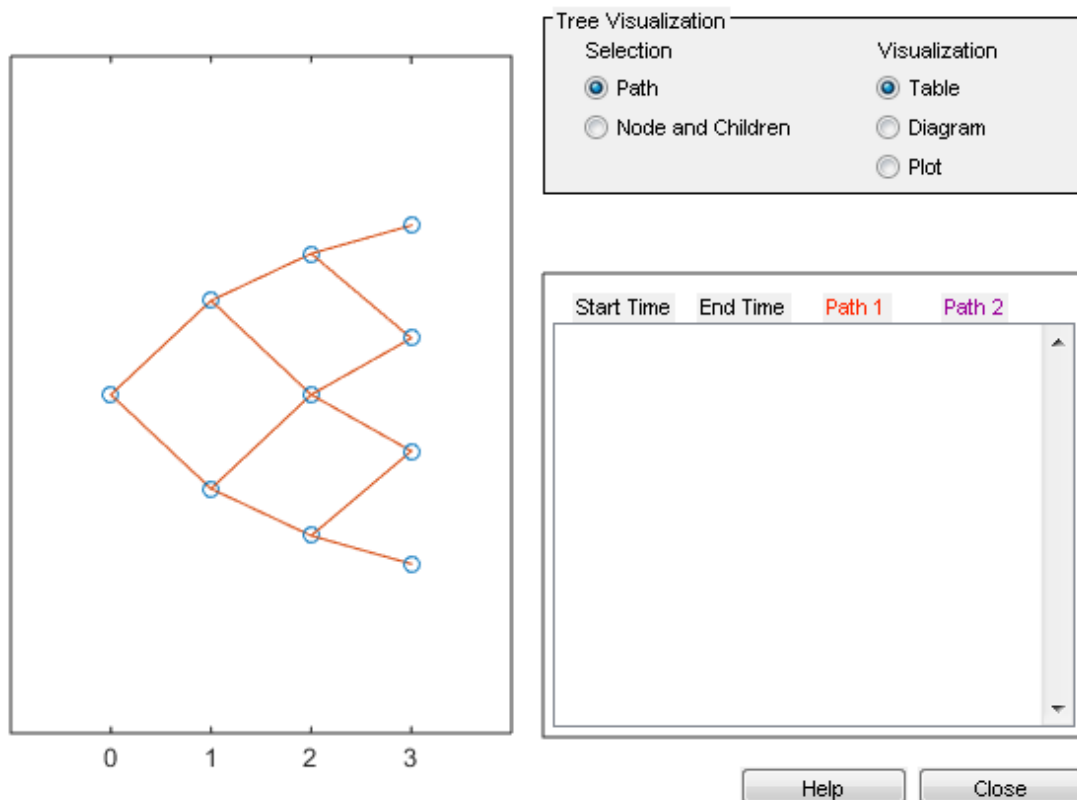 Tree Visualization
Selection
Visualization
Path
Table
Node and Children
Diagram
Plot
Start Time End Time Path 1 Path 2
0 1 2 3
Help Close